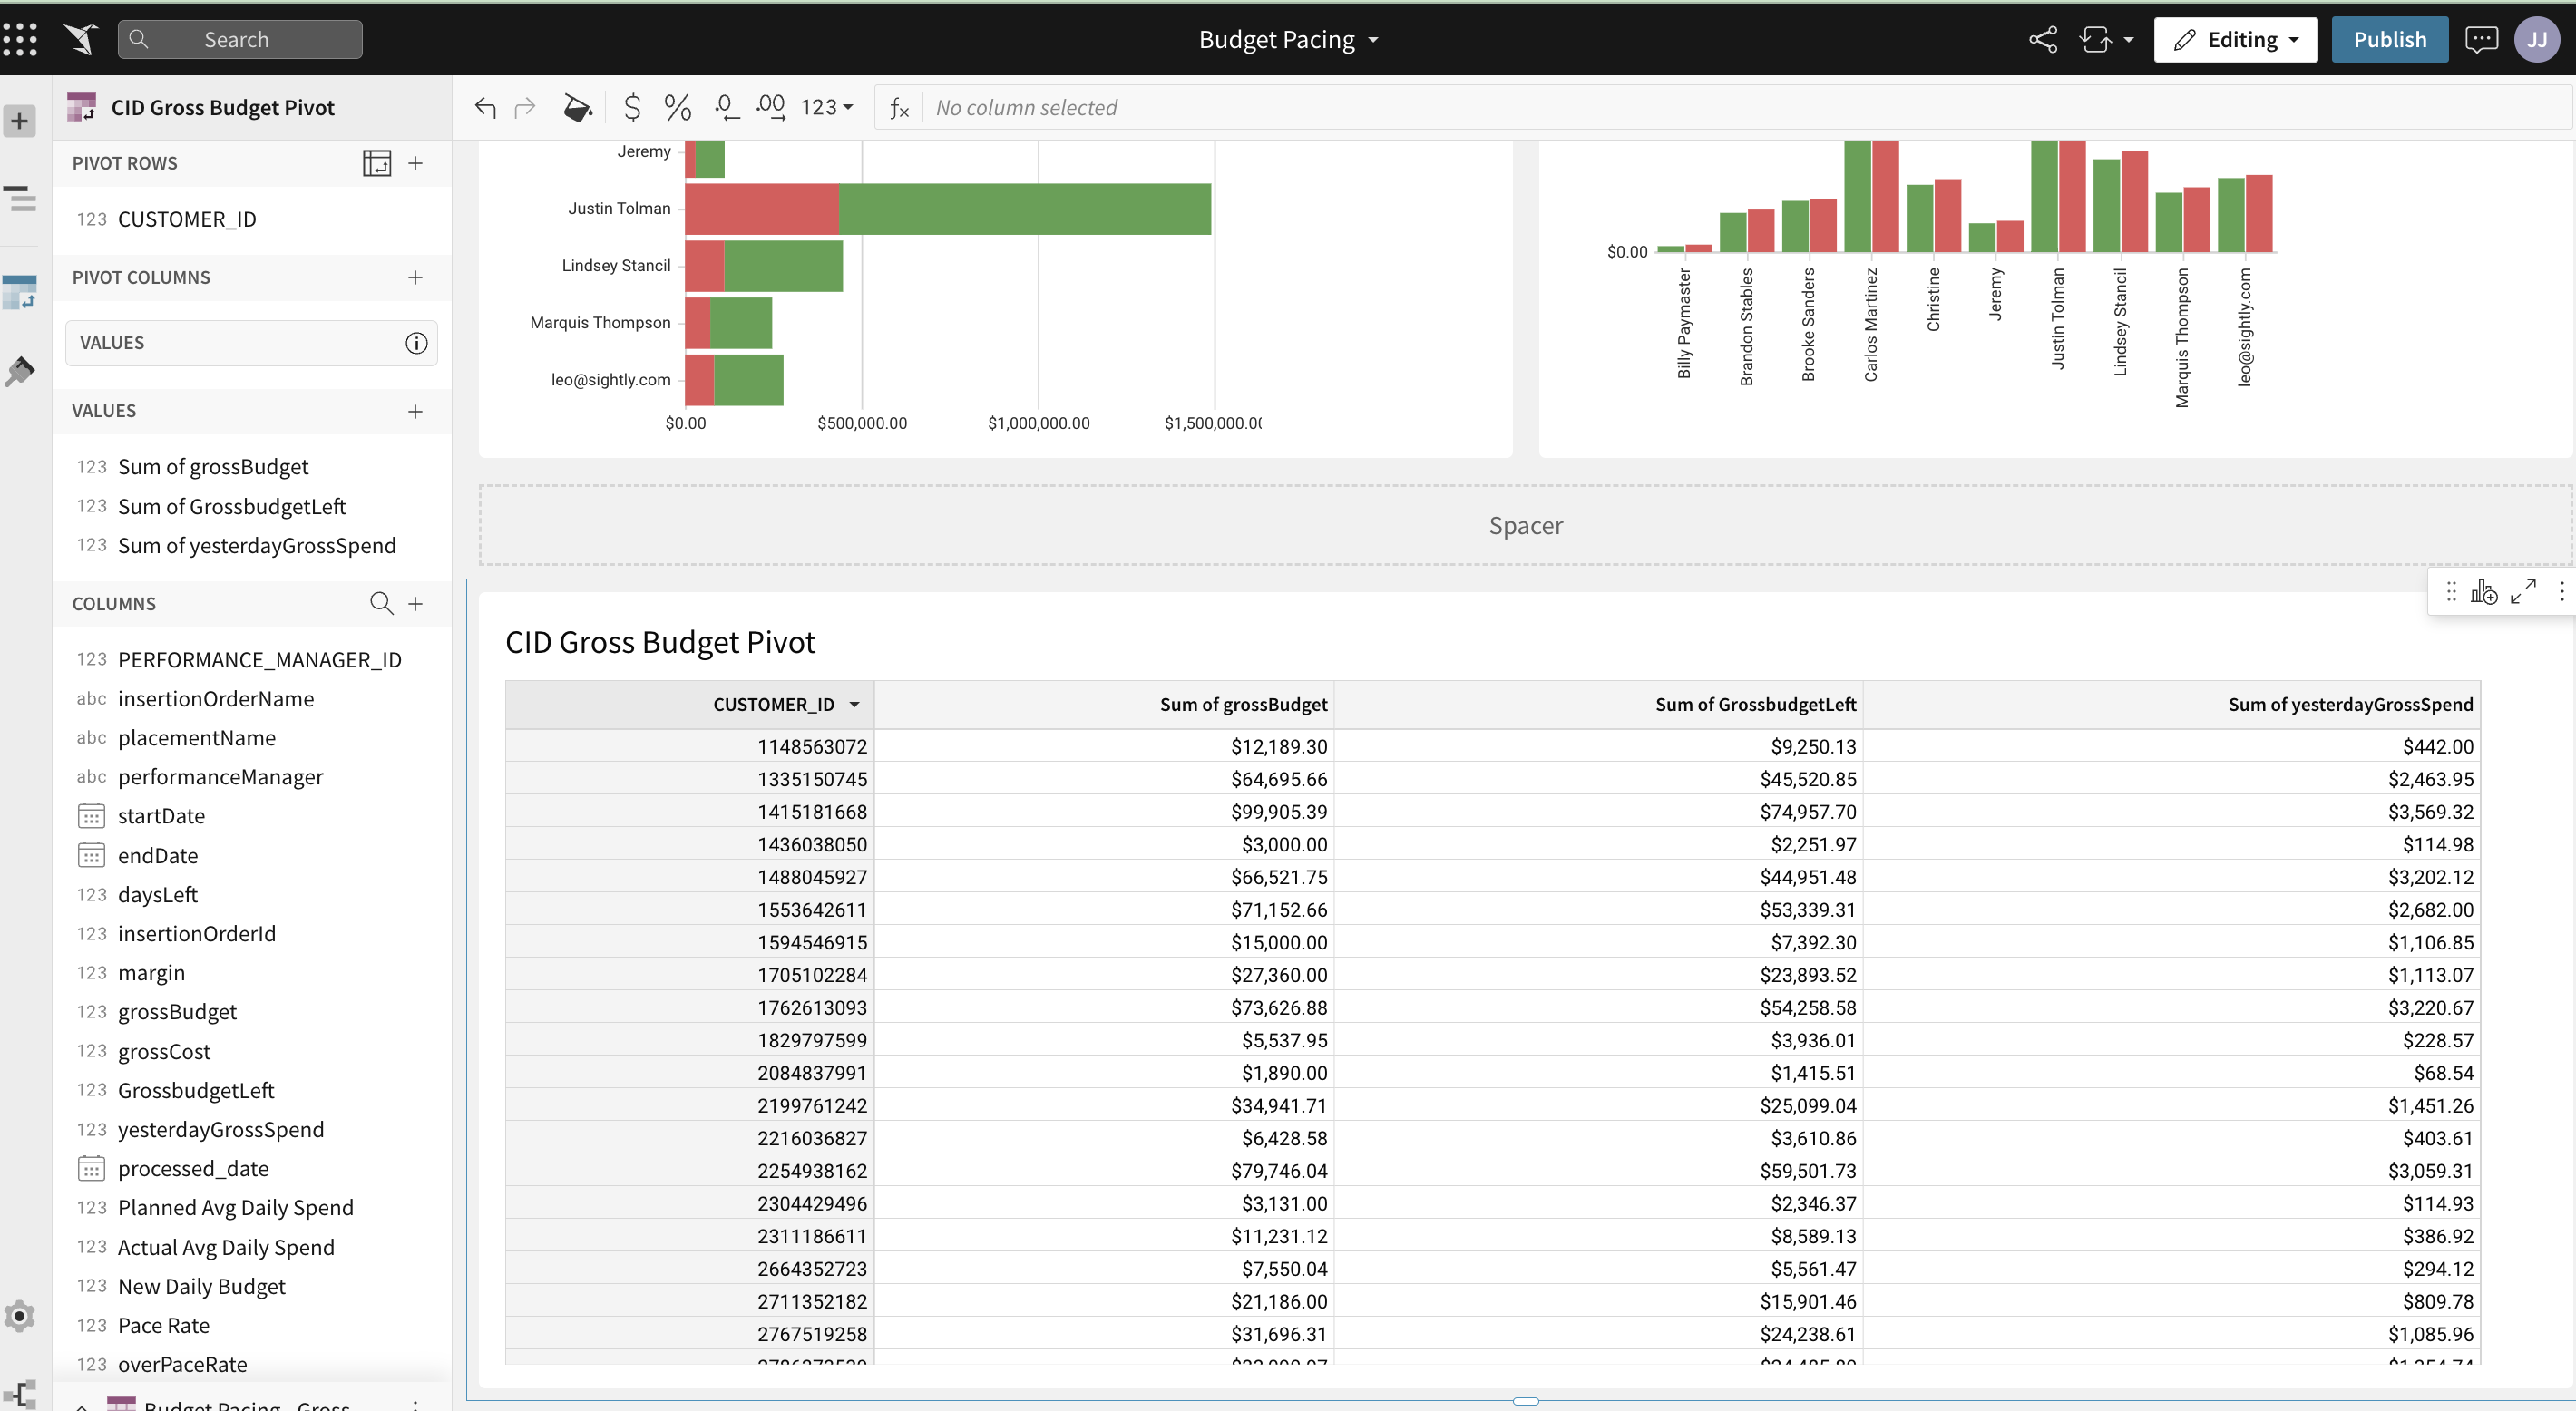 Search
Budget Pacing
Editing
Publish
JJ
CID Gross Budget Pivot
$ % .0 .00 123
fx No column selected
PIVOT ROWS
123 CUSTOMER_ID
PIVOT COLUMNS
VALUES
VALUES
123 Sum of grossBudget
123 Sum of GrossbudgetLeft
123 Sum of yesterdayGrossSpend
COLUMNS
123 PERFORMANCE_MANAGER_ID
abc insertionOrderName
abc placementName
abc performanceManager
startDate
endDate
123 daysLeft
123 insertionOrderId
123 margin
123 grossBudget
123 grossCost
123 GrossbudgetLeft
123 yesterdayGrossSpend
processed_date
123 Planned Avg Daily Spend
123 Actual Avg Daily Spend
123 New Daily Budget
123 Pace Rate
123 overPaceRate
Budget Pacing - Gross
Jeremy
Justin Tolman
Lindsey Stancil
Marquis Thompson
leo@sightly.com
$0.00 $500,000.00 $1,000,000.00 $1,500,000.0
$0.00
Billy Paymaster
Brandon Stables
Brooke Sanders
Carlos Martinez
Christine
Jeremy
Justin Tolman
Lindsey Stancil
Marquis Thompson
leo@sightly.com
Spacer
CID Gross Budget Pivot
CUSTOMER_ID Sum of grossBudget Sum of GrossbudgetLeft Sum of yesterdayGrossSpend
1148563072 $12,189.30 $9,250.13 $442.00
1335150745 $64,695.66 $45,520.85 $2,463.95
1415181668 $99,905.39 $74,957.70 $3,569.32
1436038050 $3,000.00 $2,251.97 $114.98
1488045927 $66,521.75 $44,951.48 $3,202.12
1553642611 $71,152.66 $53,339.31 $2,682.00
1594546915 $15,000.00 $7,392.30 $1,106.85
1705102284 $27,360.00 $23,893.52 $1,113.07
1762613093 $73,626.88 $54,258.58 $3,220.67
1829797599 $5,537.95 $3,936.01 $228.57
2084837991 $1,890.00 $1,415.51 $68.54
2199761242 $34,941.71 $25,099.04 $1,451.26
2216036827 $6,428.58 $3,610.86 $403.61
2254938162 $79,746.04 $59,501.73 $3,059.31
2304429496 $3,131.00 $2,346.37 $114.93
2311186611 $11,231.12 $8,589.13 $386.92
2664352723 $7,550.04 $5,561.47 $294.12
2711352182 $21,186.00 $15,901.46 $809.78
2767519258 $31,696.31 $24,238.61 $1,085.96